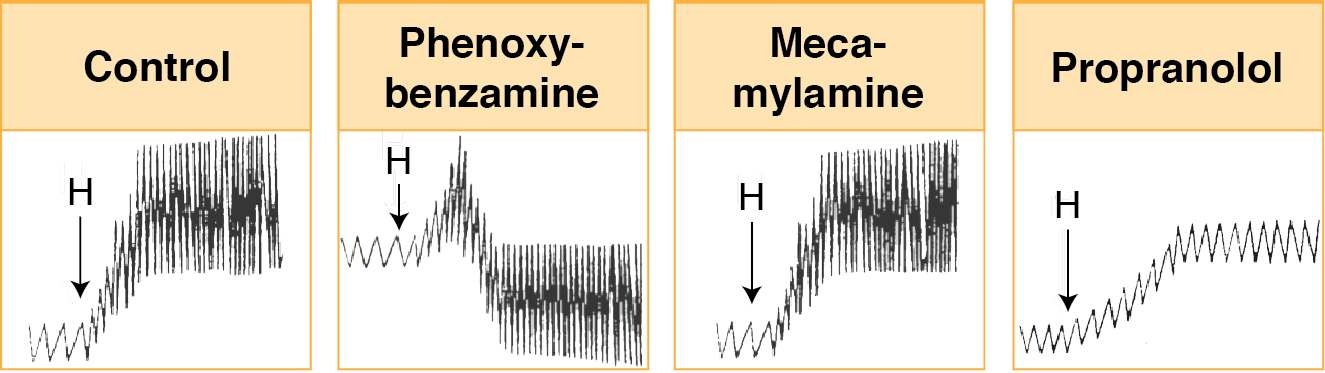 Control
Phenoxy-
benzamine
Meca-
mylamine
Propranolol
H
H
H
H